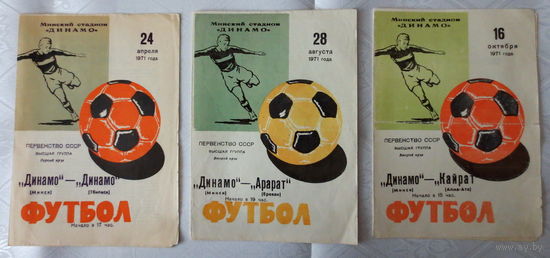 Минский стадион
„ДИНАМО"
24
апреля
1971 года
ПЕРВЕНСТВО СССР
ВЫСШАЯ ГРУППА
Первый круг
„Динамо"—„Динамо"
(Минск) (Тбилиси)
ФУТБОЛ
Начало в 17 час.
Минский стадион
„ДИНАМО"
28
августа
1971 года
ПЕРВЕНСТВО СССР
ВЫСШАЯ ГРУППА
Второй круг
„Динамо"—„Арарат"
(Минск) (Ереван)
Начало в 19 час.
ФУТБОЛ
Минский стадион
„ДИНАМО"
16
октября
1971 года
ПЕРВЕНСТВО СССР
ВЫСШАЯ ГРУППА
Второй круг
„Динамо"—„Кайрат"
(Минск) (Алма-Ата)
Начало в 15 час.
ФУТБОЛ
www.ay.by